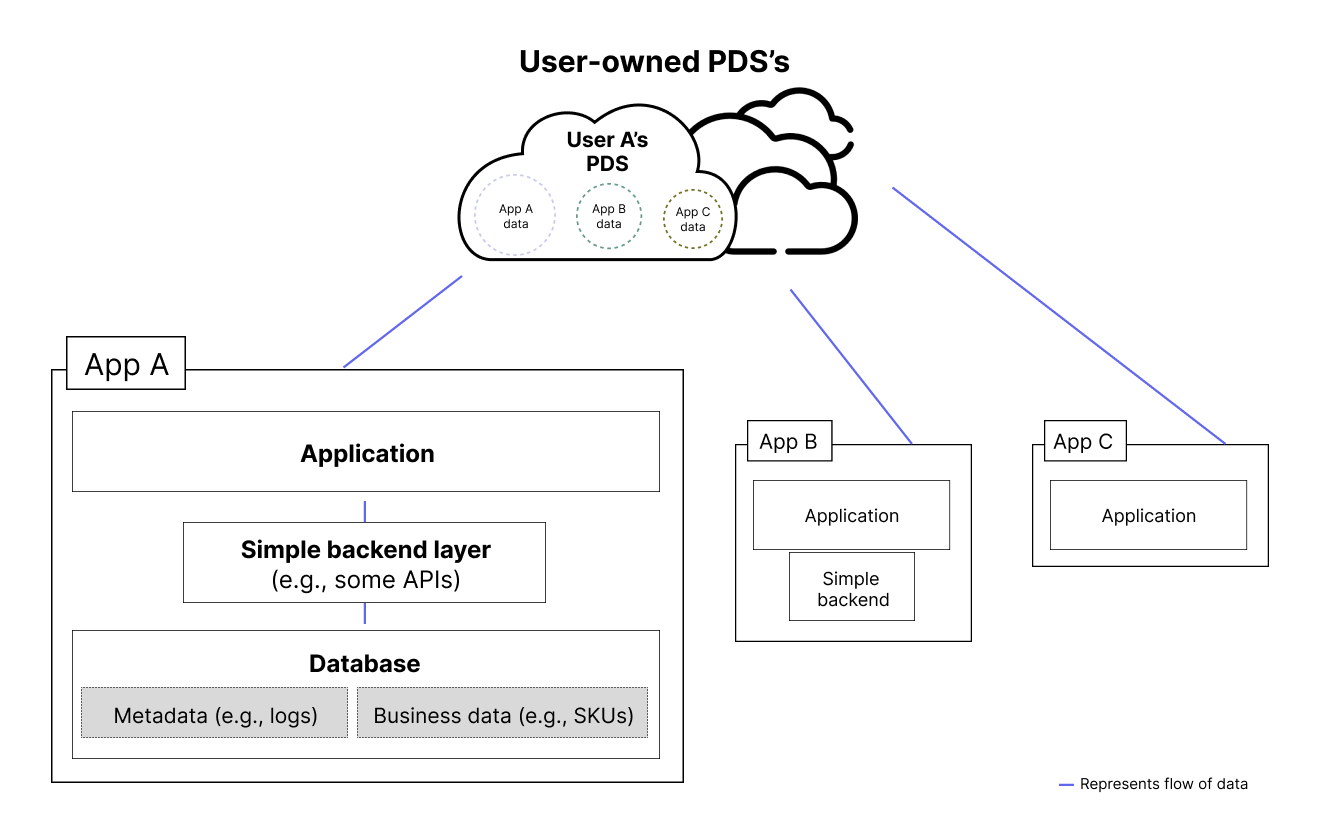 User-owned PDS’s
User A’s
PDS
App A
data
App B
data
App C
data
App A
Application
Simple backend layer
(e.g., some APIs)
Database
Metadata (e.g., logs)
Business data (e.g., SKUs)
App B
Application
Simple
backend
App C
Application
Represents flow of data